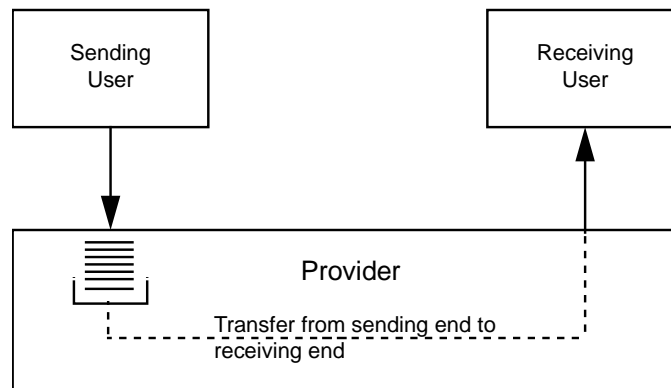 Sending
User
Receiving
User
Provider
Transfer from sending end to
receiving end